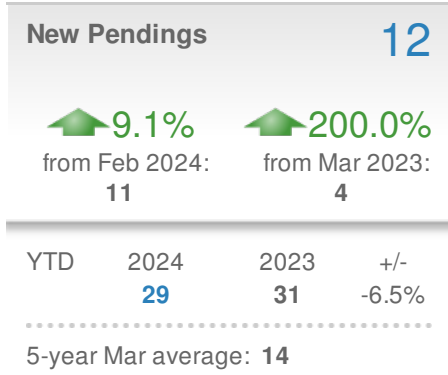 New Pendings 12
9.1% 200.0%
from Feb 2024: from Mar 2023:
11 4
YTD 2024 2023 +/-
29 31 -6.5%
5-year Mar average: 14